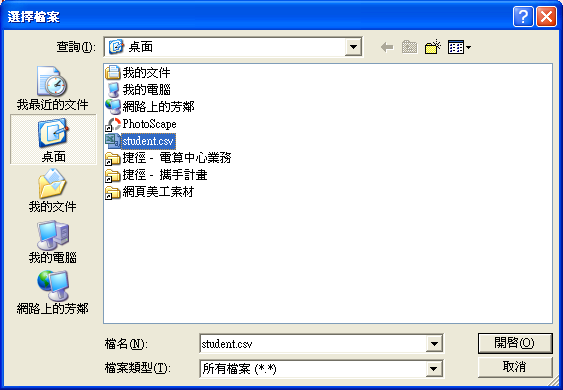 選擇檔案
查詢(I):
桌面
我最近的文件
桌面
我的文件
我的電腦
網路上的芳鄰
我的文件
我的電腦
網路上的芳鄰
PhotoScape
student.csv
捷徑 - 電算中心業務
捷徑 - 攜手計畫
網頁美工素材
檔名(N):
student.csv
開啓(O)
檔案類型(T):
所有檔案 (*.*)
取消